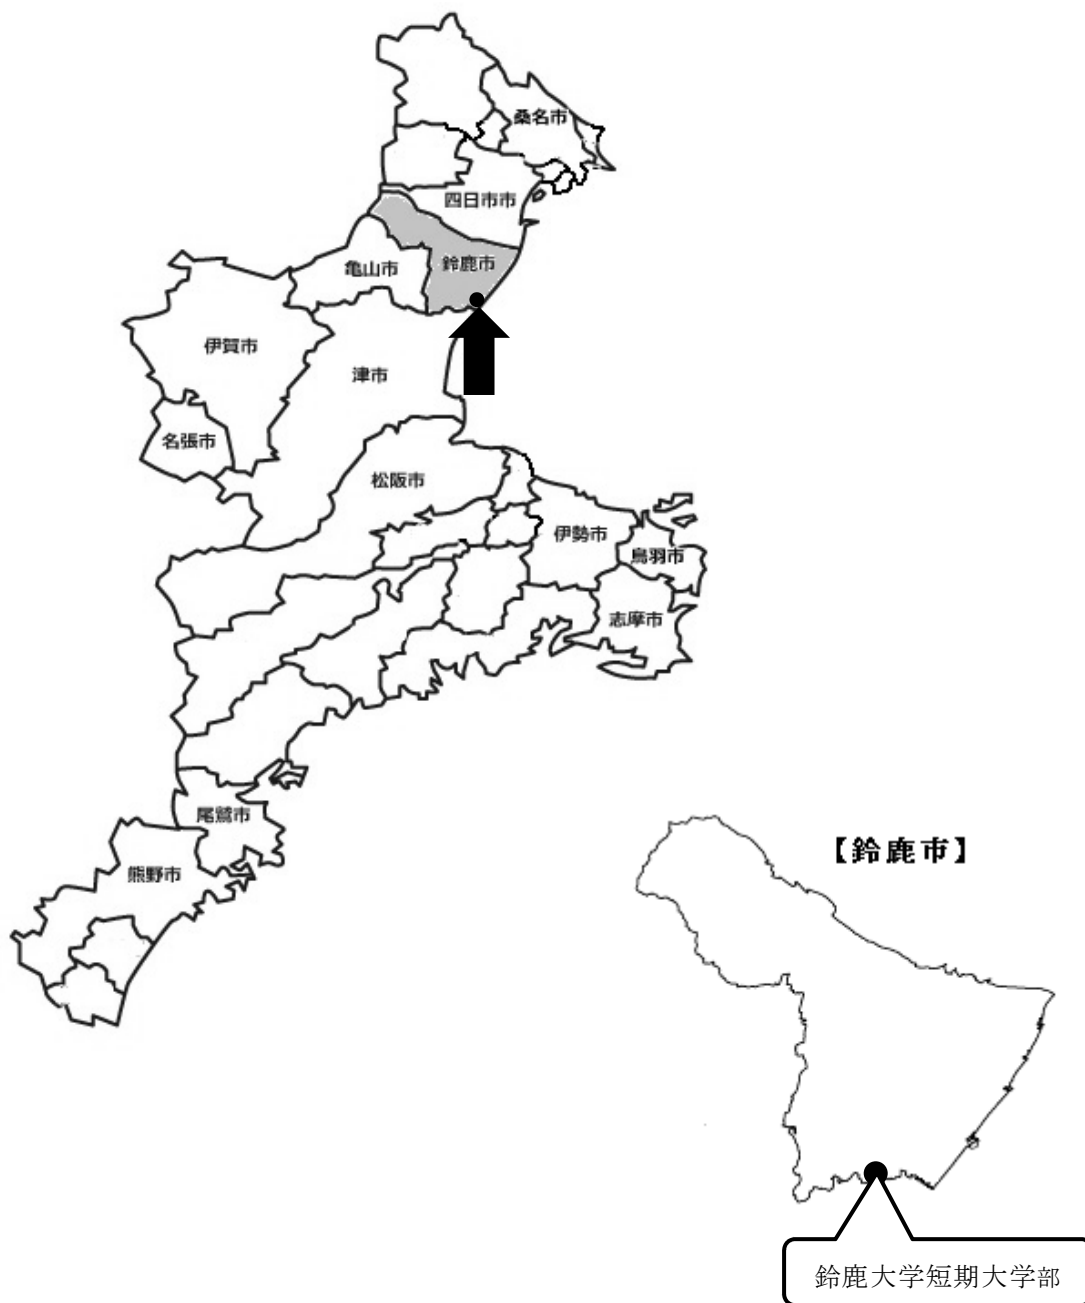 桑名市
四日市市
鈴鹿市
亀山市
伊賀市
津市
名張市
松阪市
伊勢市
鳥羽市
志摩市
尾鷲市
熊野市
【鈴鹿市】
鈴鹿大学短期大学部